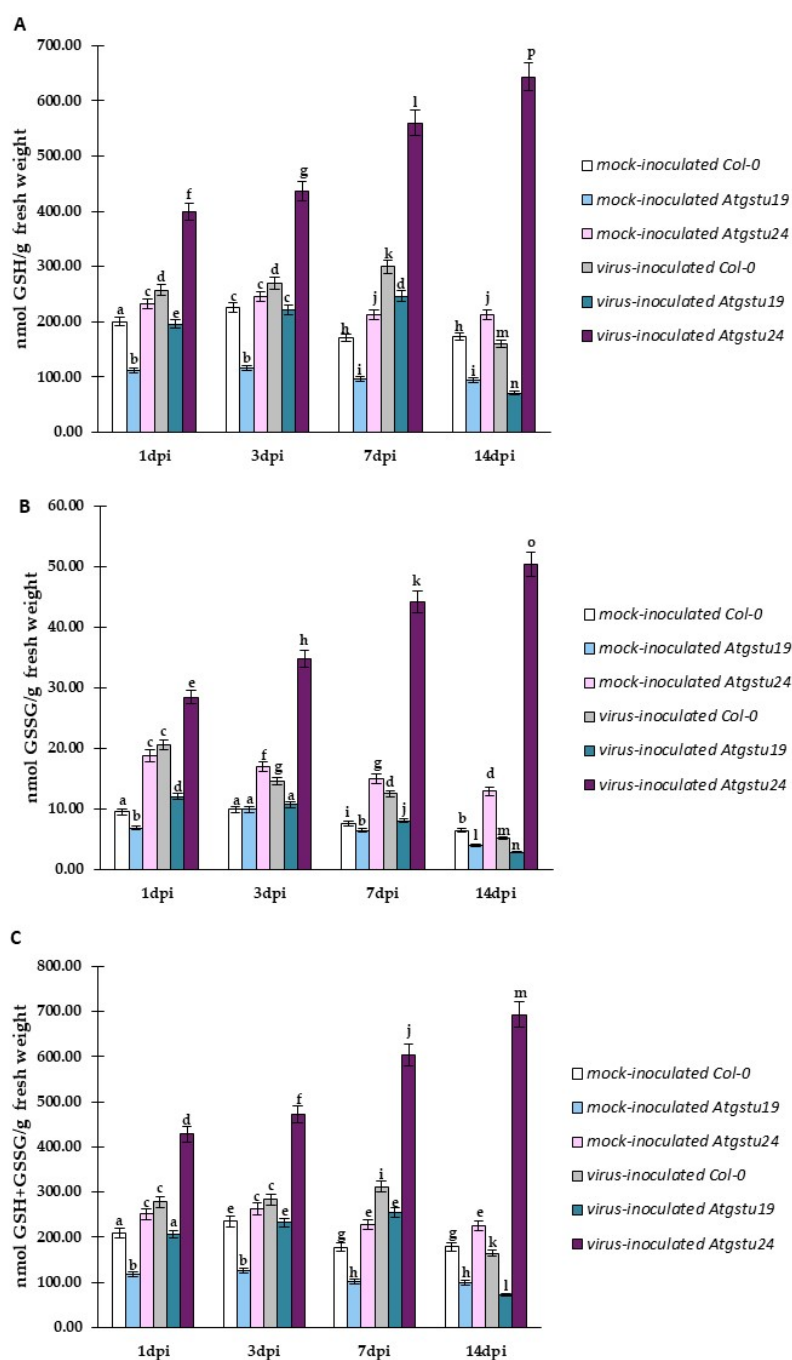 A
700.00
600.00
500.00
400.00
300.00
200.00
100.00
0.00
nmol GSH/g fresh weight
a b c d e f
c b c d c g
h i j k d l
h i j m n p
1dpi 3dpi 7dpi 14dpi
mock-inoculated Col-0
mock-inoculated Atgstu19
mock-inoculated Atgstu24
virus-inoculated Col-0
virus-inoculated Atgstu19
virus-inoculated Atgstu24
B
60.00
50.00
40.00
30.00
20.00
10.00
0.00
nmol GSSG/g fresh weight
a b c c d e
a a f g a h
i b g d j k
b l d m n o
1dpi 3dpi 7dpi 14dpi
mock-inoculated Col-0
mock-inoculated Atgstu19
mock-inoculated Atgstu24
virus-inoculated Col-0
virus-inoculated Atgstu19
virus-inoculated Atgstu24
C
800.00
700.00
600.00
500.00
400.00
300.00
200.00
100.00
0.00
nmol GSH+GSSG/g fresh weight
a b c c a d
e b c c e f
g h e i e j
g h e k l m
1dpi 3dpi 7dpi 14dpi
mock-inoculated Col-0
mock-inoculated Atgstu19
mock-inoculated Atgstu24
virus-inoculated Col-0
virus-inoculated Atgstu19
virus-inoculated Atgstu24